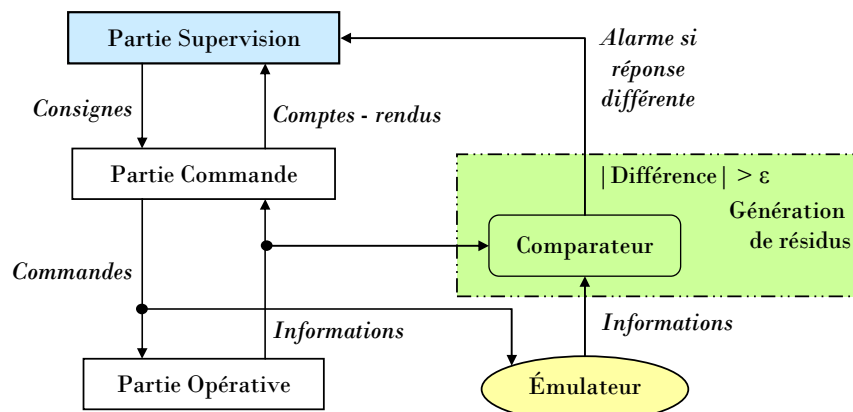 Partie Supervision
Alarme si
réponse
différente
Consignes
Comptes - rendus
Partie Commande
|Différence| > ε
Génération
de résidus
Comparateur
Commandes
Informations
Informations
Partie Opérative
Émulateur